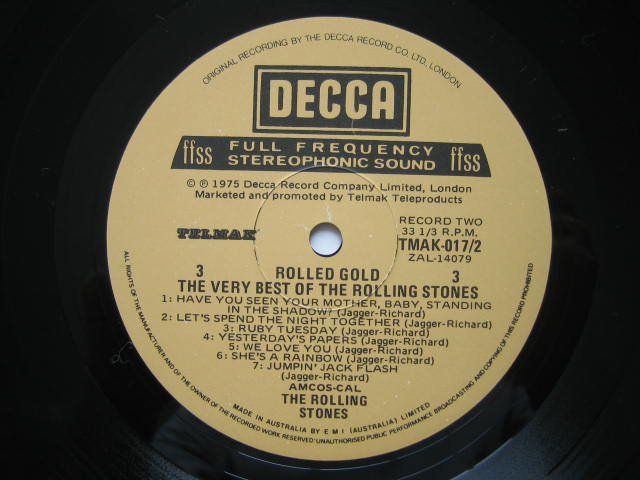 ORIGINAL RECORDING BY THE DECCA RECORD CO. LTD., LONDON
DECCA
ffss FULL FREQUENCY ffss
STEREOPHONIC SOUND
© ℗ 1975 Decca Record Company Limited, London
Marketed and promoted by Telmak Teleproducts
TELMAK
RECORD TWO
33 1/3 R.P.M.
TMAK-017/2
ZAL-14079
3 ROLLED GOLD 3
THE VERY BEST OF THE ROLLING STONES
1: HAVE YOU SEEN YOUR MOTHER, BABY, STANDING
IN THE SHADOW? (Jagger-Richard)
2: LET'S SPEND THE NIGHT TOGETHER (Jagger-Richard)
3: RUBY TUESDAY (Jagger-Richard)
4: YESTERDAY'S PAPERS (Jagger-Richard)
5: WE LOVE YOU (Jagger-Richard)
6: SHE'S A RAINBOW (Jagger-Richard)
7: JUMPIN' JACK FLASH
(Jagger-Richard)
AMCOS-CAL
THE ROLLING
STONES
MADE IN AUSTRALIA BY E M I (AUSTRALIA) LIMITED
ALL RIGHTS OF THE MANUFACTURER AND OF THE OWNER OF THE RECORDED WORK RESERVED · UNAUTHORISED PUBLIC PERFORMANCE BROADCASTING AND COPYING OF THIS RECORD PROHIBITED